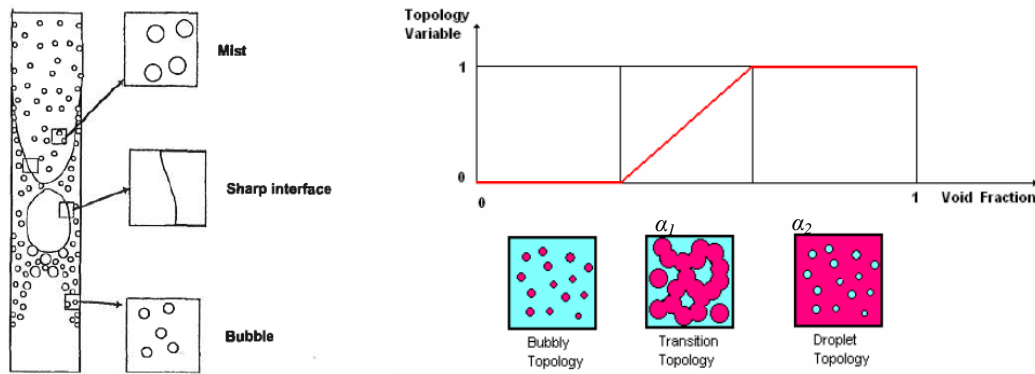 Mist
Sharp interface
Bubble
Topology
Variable
1
0
0
1
Void Fraction
α1
α2
Bubbly
Topology
Transition
Topology
Droplet
Topology